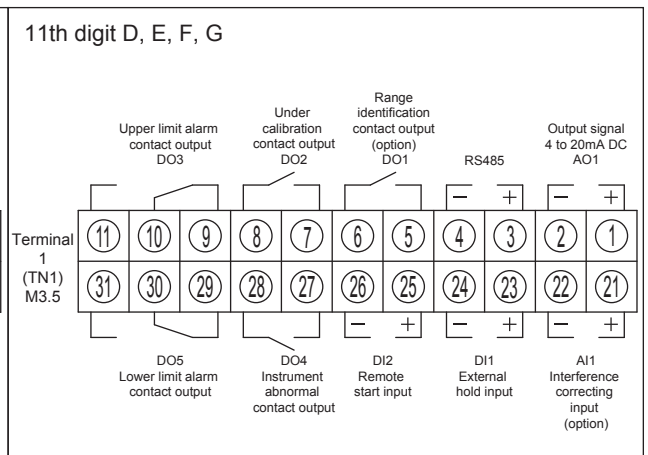 11th digit D, E, F, G
Upper limit alarm
contact output
DO3
Under
calibration
contact output
DO2
Range
identification
contact output
(option)
DO1
RS485
Output signal
4 to 20mA DC
AO1
− + − +
Terminal
1
(TN1)
M3.5
11 10 9 8 7 6 5 4 3 2 1
31 30 29 28 27 26 25 24 23 22 21
− + − + − +
DO5
Lower limit alarm
contact output
DO4
Instrument
abnormal
contact output
DI2
Remote
start input
DI1
External
hold input
AI1
Interference
correcting
input
(option)